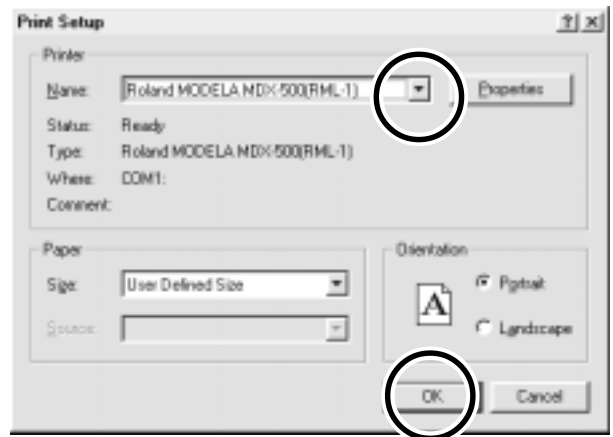 Print Setup
Printer
Name: Roland MODELA MDX-500(RML-1) Properties
Status: Ready
Type: Roland MODELA MDX-500(RML-1)
Where: COM1:
Comment:
Paper
Size: User Defined Size
Source:
Orientation
A
Portrait
Landscape
OK Cancel